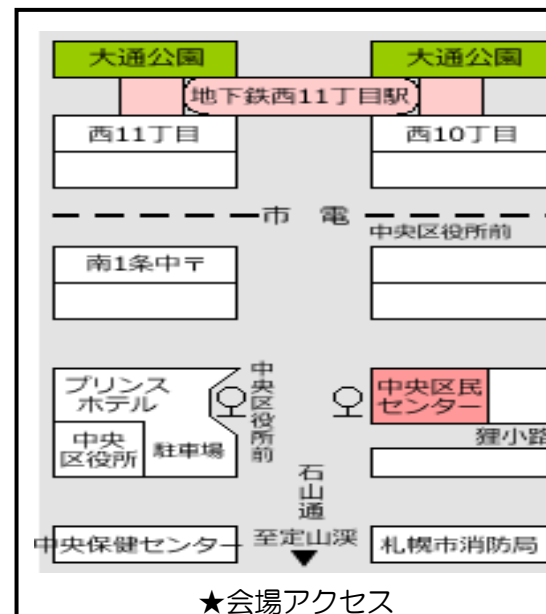 大通公園
大通公園
地下鉄西11丁目駅
西11丁目
西10丁目
市 電
中央区役所前
南1条中〒
プリンス
ホテル
中央区役所前
中央区民
センター
中央
区役所
駐車場
狸小路
石山通
中央保健センター
至定山渓
札幌市消防局
★会場アクセス